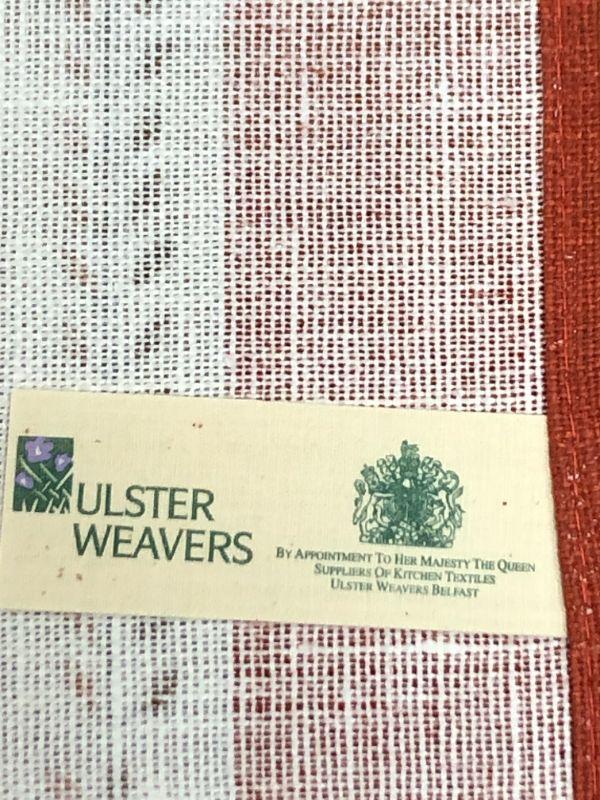 ULSTER
WEAVERS
BY APPOINTMENT TO HER MAJESTY THE QUEEN
SUPPLIERS OF KITCHEN TEXTILES
ULSTER WEAVERS BELFAST